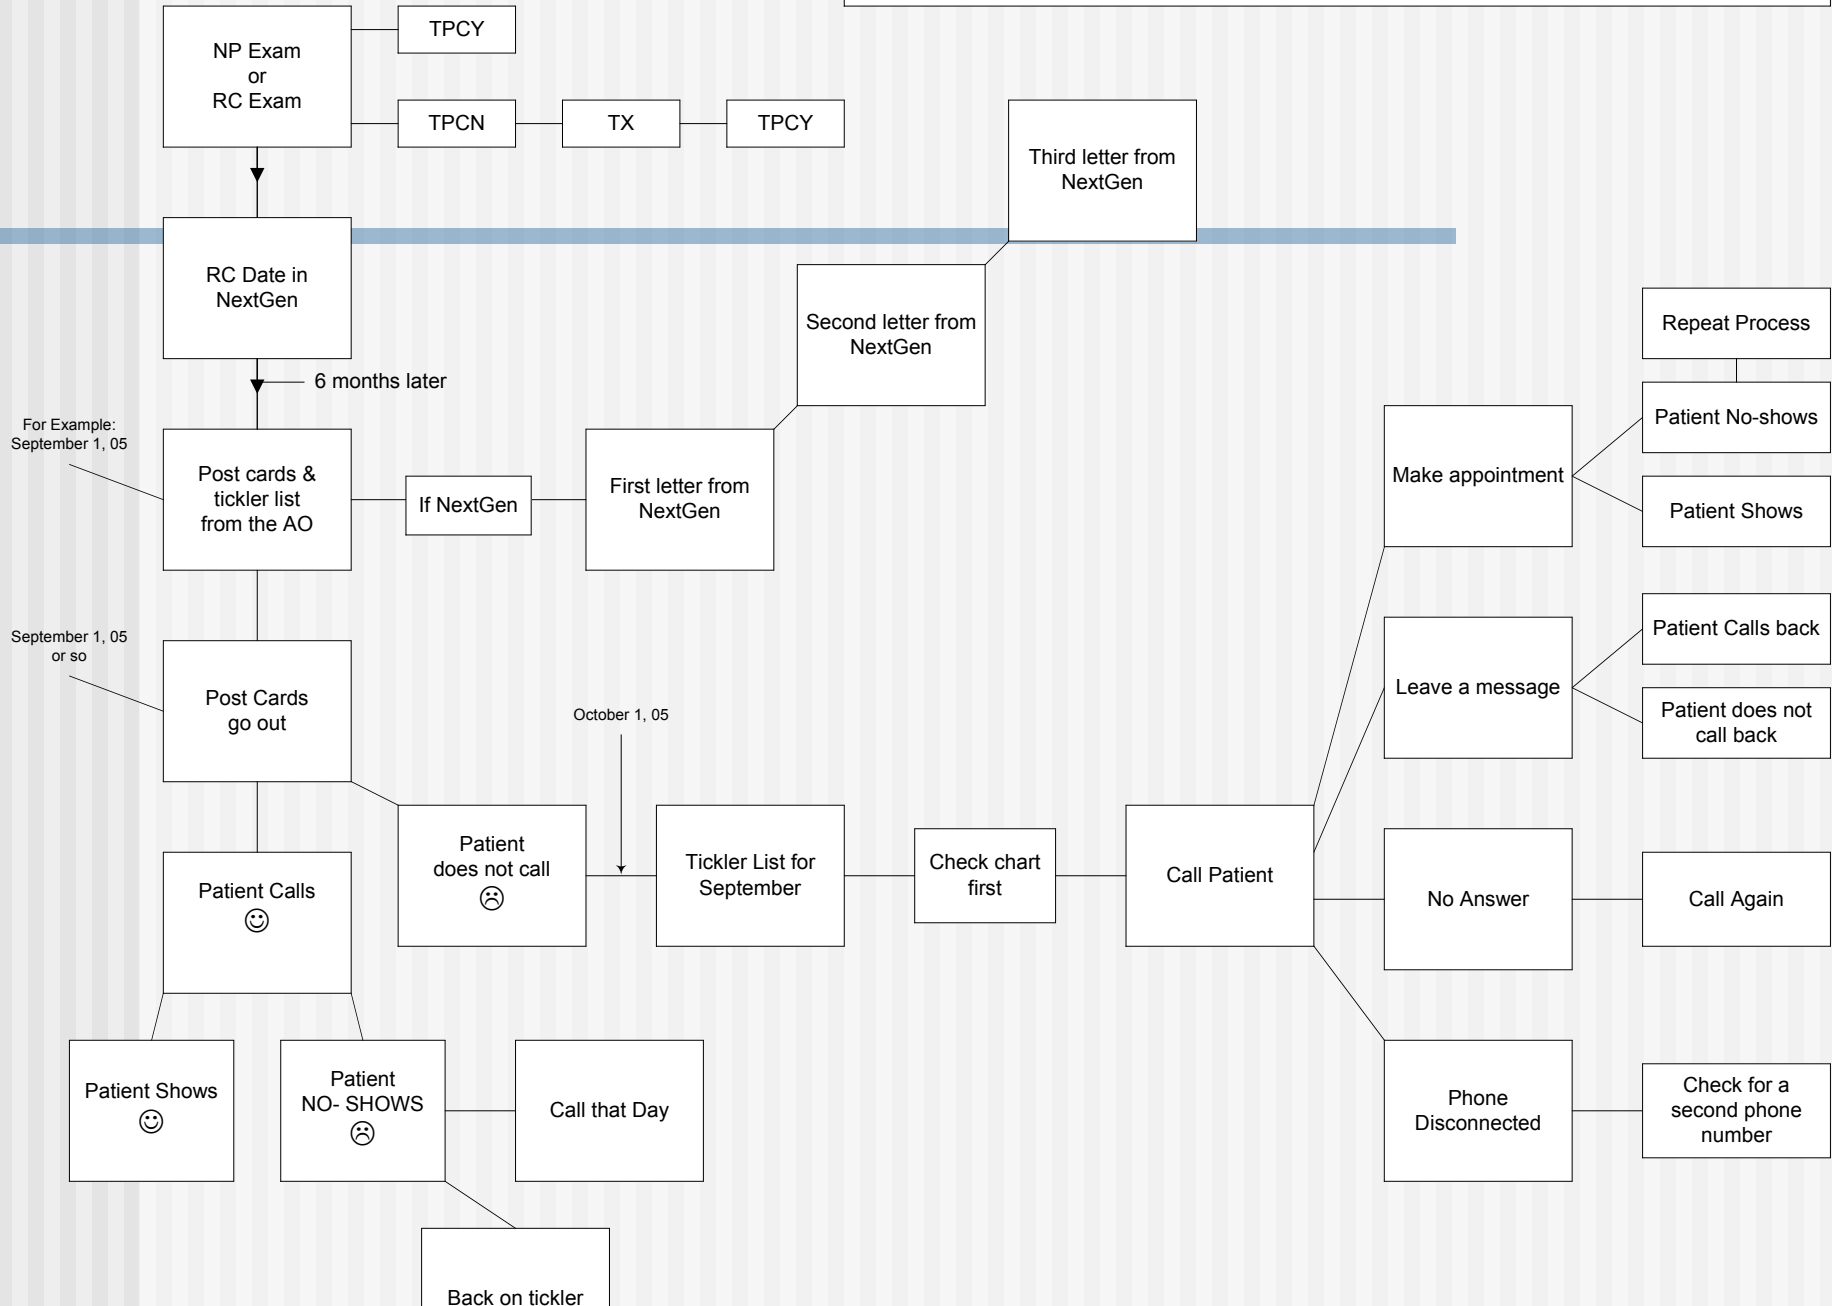 NP Exam
or
RC Exam
TPCY
TPCN
TX
TPCY
RC Date in
NextGen
6 months later
For Example:
September 1, 05
Post cards &
tickler list
from the AO
If NextGen
First letter from
NextGen
Second letter from
NextGen
Third letter from
NextGen
September 1, 05
or so
Post Cards
go out
Patient Calls
☺
Patient Shows
☺
Patient
NO- SHOWS
☹
Call that Day
Back on tickler
Patient
does not call
☹
October 1, 05
Tickler List for
September
Check chart
first
Call Patient
Make appointment
Repeat Process
Patient No-shows
Patient Shows
Leave a message
Patient Calls back
Patient does not
call back
No Answer
Call Again
Phone
Disconnected
Check for a
second phone
number